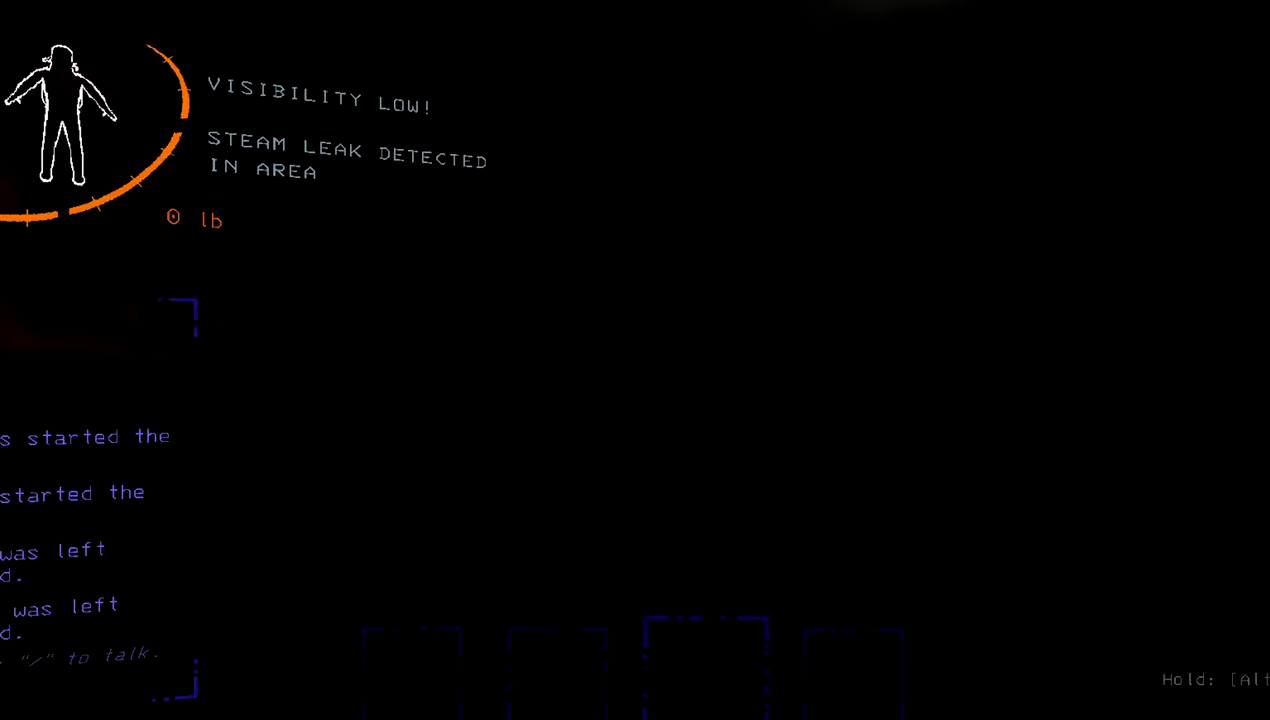 VISIBILITY LOW!
STEAM LEAK DETECTED
IN AREA
0 lb
s started the
started the
was left
d.
was left
d.
"/" to talk.
Hold: [Alt